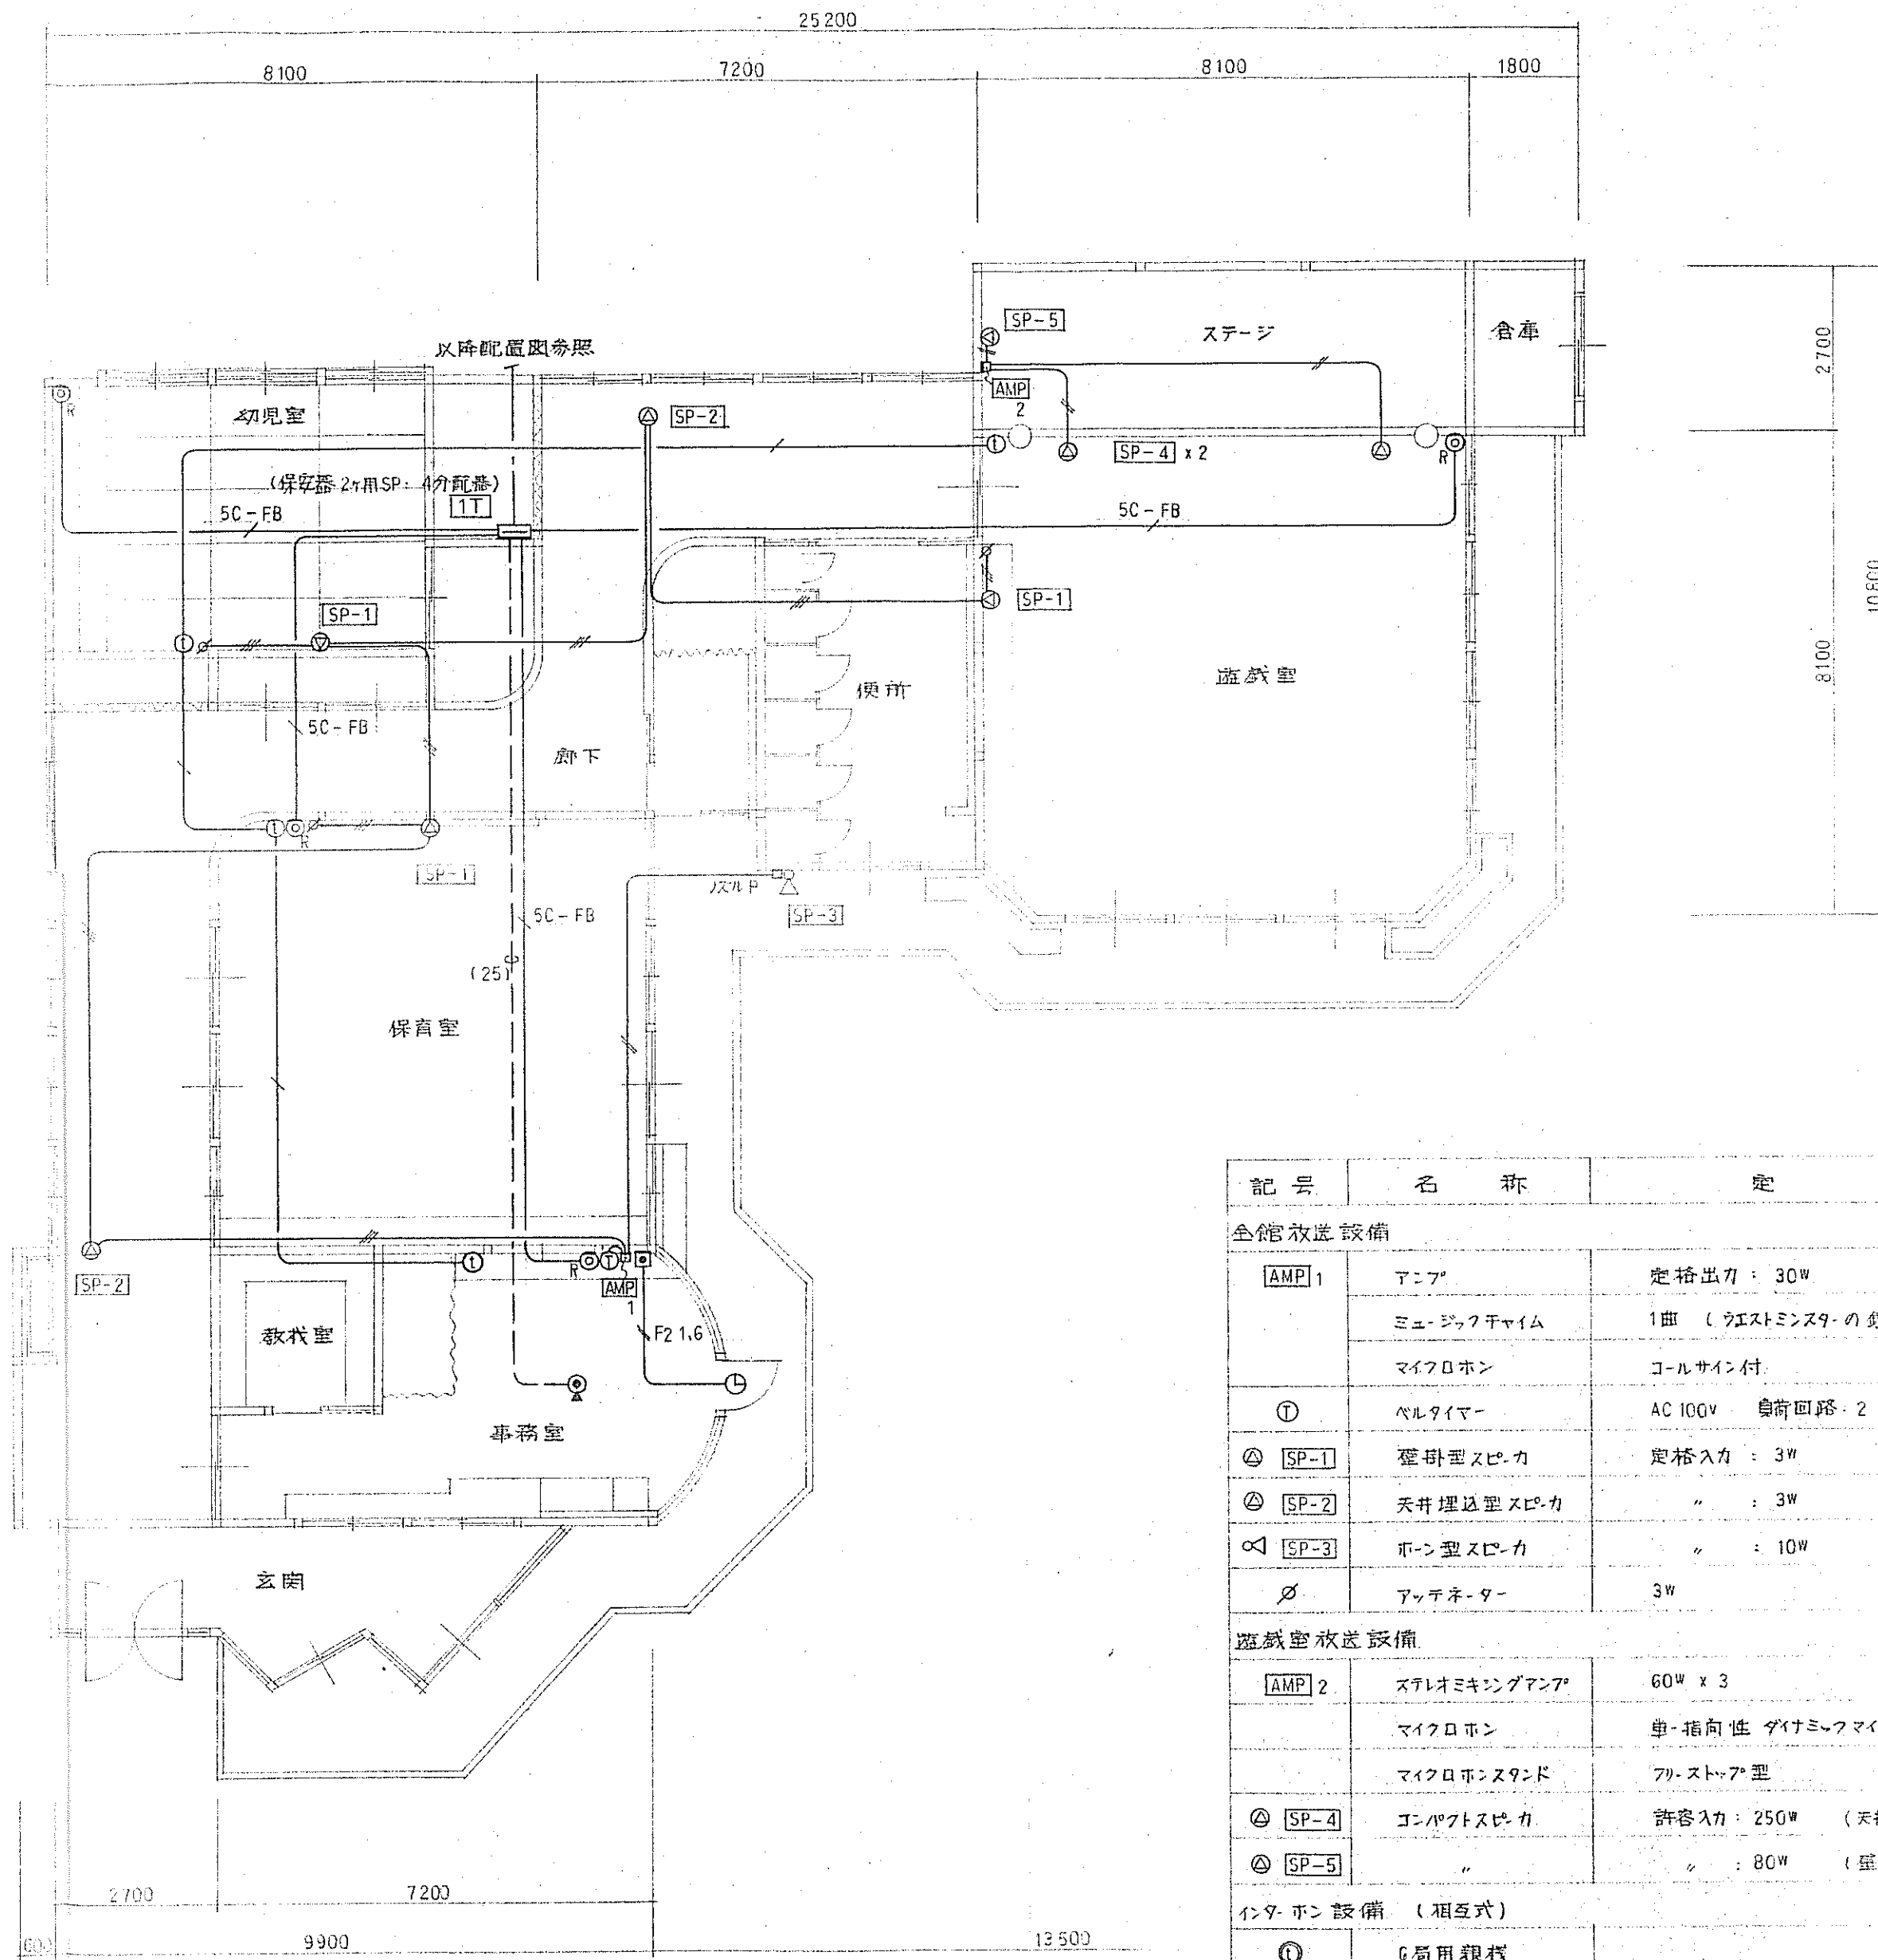 25200
8100 7200 8100 1800
SP-5
ステージ
倉庫
2700
以降配置図参照
R
幼児室
SP-2
AMP
2
t
SP-4 x 2
R
(保安器 2ヶ用SP: 4分配器)
1T
5C-FB
5C-FB
10800
SP-1
SP-1
t
8100
便所
遊戯室
5C-FB
廊下
t
R
SP-1
ノズルP
SP-3
5C-FB
(25)
保育室
記号 名 称 定
全館放送設備
SP-2
t
R
T
AMP
1
AMP 1 アンプ 定格出力 : 30W
F2 1.6
教材室
ミュージックチャイム 1曲 (ウエストミンスターの
マイクロホン コールサイン付
T ベルタイマー AC 100V 負荷回路: 2
事務室
SP-1 壁掛型スピーカ 定格入力 : 3W
SP-2 天井埋込型スピーカ 〃 : 3W
SP-3 ホーン型スピーカ 〃 : 10W
玄関
アッテネーター 3W
遊戯室放送設備
AMP 2 ステレオミキシングアンプ 60W x 3
マイクロホン 単一指向性 ダイナミックマイ
マイクロホンスタンド フリーストップ型
SP-4 コンパクトスピーカ 許容入力 : 250W (天
SP-5 〃 〃 : 80W (壁
2700 7200
インターホン設備 (相互式)
9900 13500
t 6局用親機